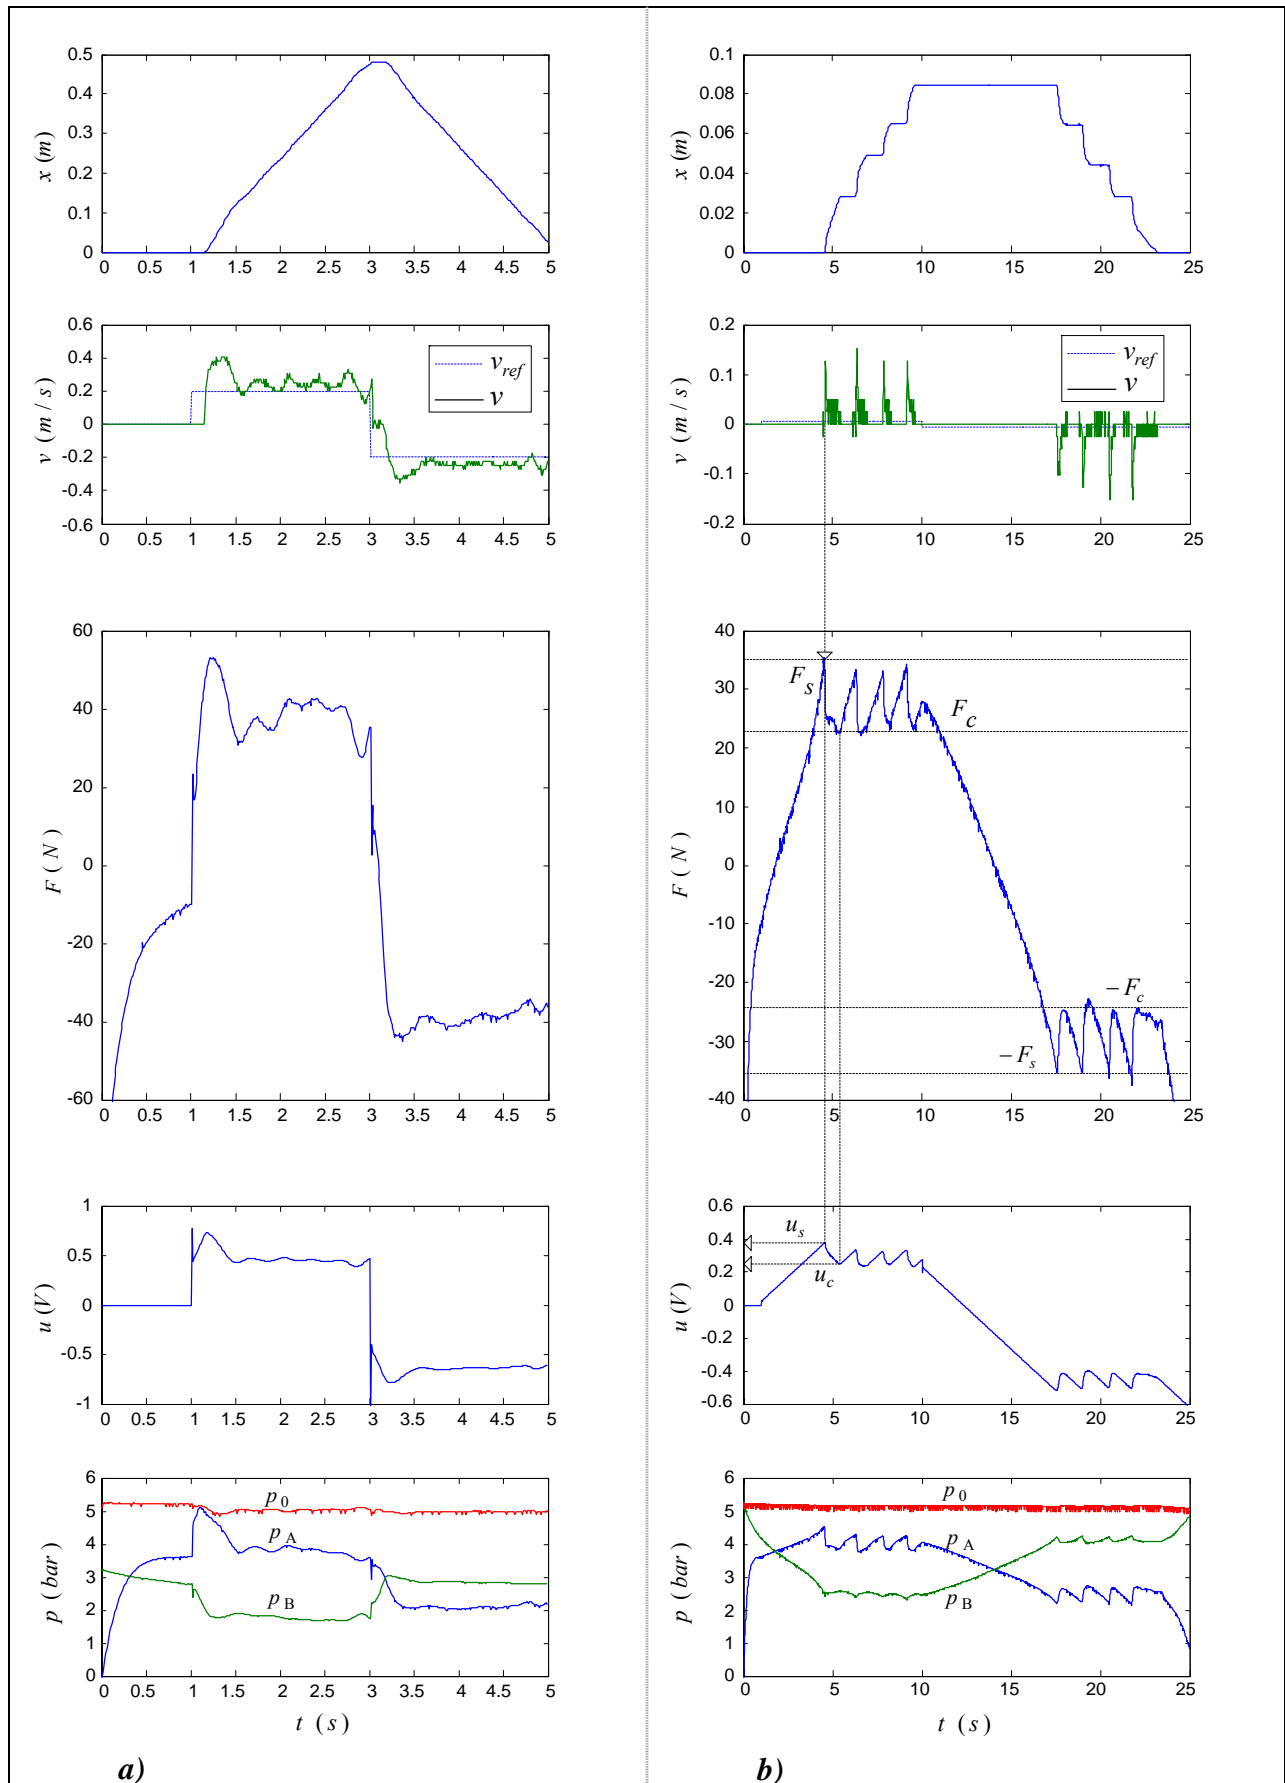 0.5
0.4
0.3
0.2
0.1
0
x (m)
0 0.5 1 1.5 2 2.5 3 3.5 4 4.5 5
0.6
0.4
0.2
0
-0.2
-0.4
-0.6
v (m / s)
v_ref
v
0 0.5 1 1.5 2 2.5 3 3.5 4 4.5 5
60
40
20
0
-20
-40
-60
F (N)
0 0.5 1 1.5 2 2.5 3 3.5 4 4.5 5
1
0.5
0
-0.5
-1
u (V)
0 0.5 1 1.5 2 2.5 3 3.5 4 4.5 5
6
5
4
3
2
1
0
p (bar)
p_0
p_A
p_B
0 0.5 1 1.5 2 2.5 3 3.5 4 4.5 5
t (s)
a)
0.1
0.08
0.06
0.04
0.02
0
x (m)
0 5 10 15 20 25
0.2
0.1
0
-0.1
-0.2
v (m / s)
v_ref
v
0 5 10 15 20 25
40
30
20
10
0
-10
-20
-30
-40
F (N)
F_s
F_c
−F_c
−F_s
0 5 10 15 20 25
0.6
0.4
0.2
0
-0.2
-0.4
-0.6
u (V)
u_s
u_c
0 5 10 15 20 25
6
5
4
3
2
1
0
p (bar)
p_0
p_A
p_B
0 5 10 15 20 25
t (s)
b)